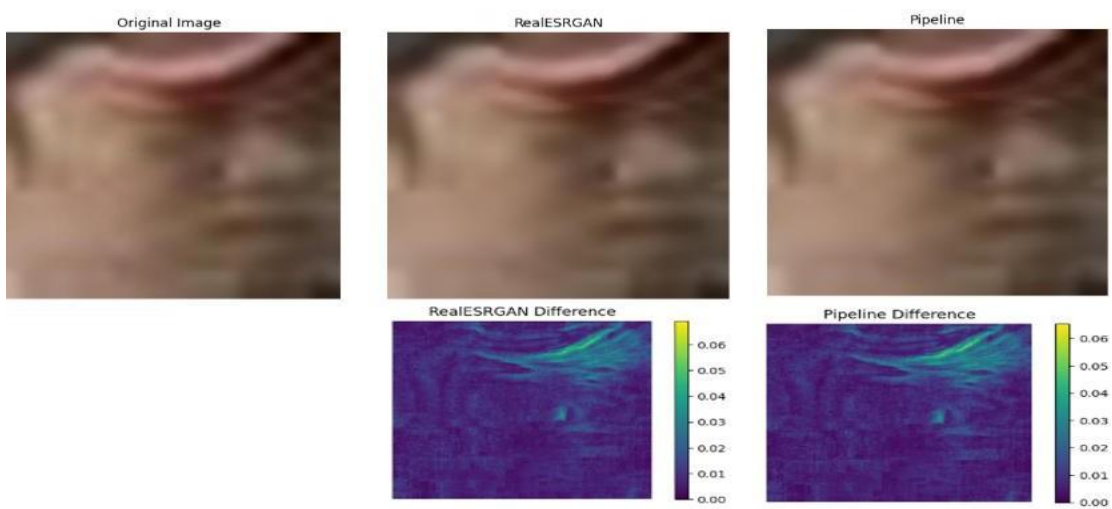 Original Image
RealESRGAN
Pipeline
RealESRGAN Difference
0.06
0.05
0.04
0.03
0.02
0.01
0.00
Pipeline Difference
0.06
0.05
0.04
0.03
0.02
0.01
0.00